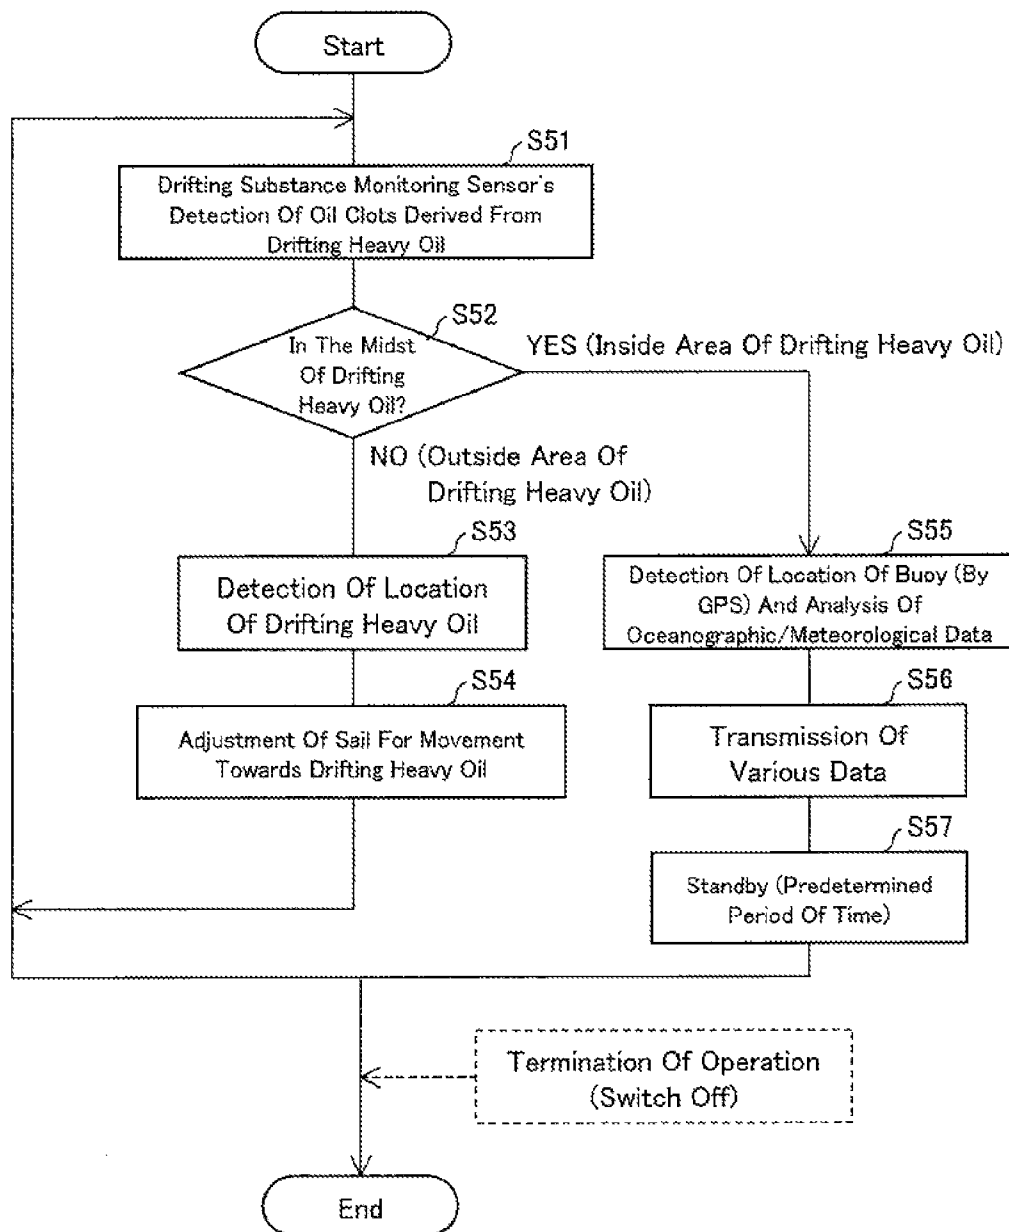 Start
S51
Drifting Substance Monitoring Sensor's
Detection Of Oil Clots Derived From
Drifting Heavy Oil
S52
In The Midst
Of Drifting
Heavy Oil?
YES (Inside Area Of Drifting Heavy Oil)
NO (Outside Area Of
Drifting Heavy Oil)
S53
Detection Of Location
Of Drifting Heavy Oil
S54
Adjustment Of Sail For Movement
Towards Drifting Heavy Oil
S55
Detection Of Location Of Buoy (By
GPS) And Analysis Of
Oceanographic/Meteorological Data
S56
Transmission Of
Various Data
S57
Standby (Predetermined
Period Of Time)
Termination Of Operation
(Switch Off)
End